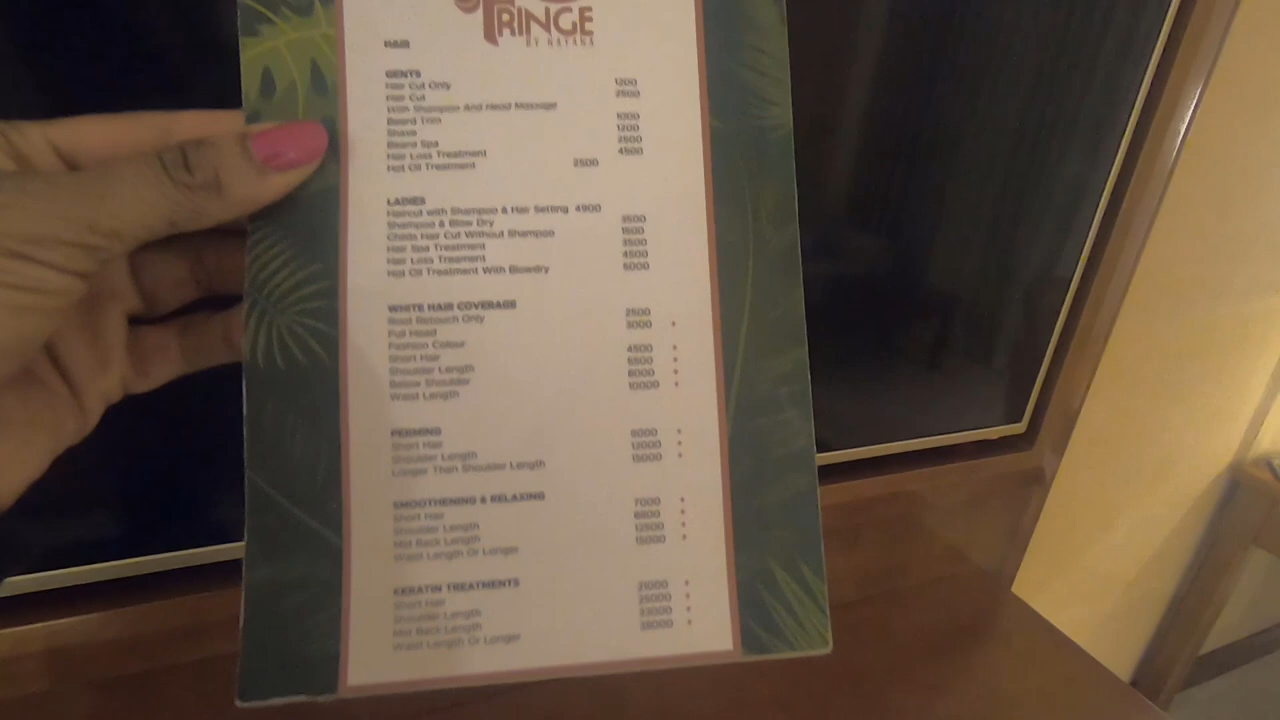 FRINGE
BY NAYANA
HAIR
GENTS
Hair Cut Only 1200
Hair Cut 2500
With Shampoo And Head Massage
Beard Trim 1000
Shave 1200
Beard Spa 2500
Hair Loss Treatment 4500
Hot Oil Treatment 2500
LADIES
Haircut with Shampoo & Hair Setting 4900
Shampoo & Blow Dry 3500
Childs Hair Cut Without Shampoo 1500
Hair Spa Treatment 3500
Hair Loss Treament 4500
Hot Oil Treatment With Blowdry 5000
WHITE HAIR COVERAGE
Root Retouch Only 2500
Full Head 3000 +
Fashion Colour
Short Hair 4500 +
Shoulder Length 5500 +
Below Shoulder 8000 +
Waist Length 10000 +
PERMING
Short Hair 8000 +
Shoulder Length 12000 +
Longer Than Shoulder Length 15000 +
SMOOTHENING & RELAXING
Short hair 7000 +
Shoulder Length +
Mid Back Length 12500 +
Waist Length Or Longer 15000 +
KERATIN TREATMENTS
Short Hair +
Shoulder Length +
Mid Back Length 33000 +
Waist Length Or Longer 38000 +